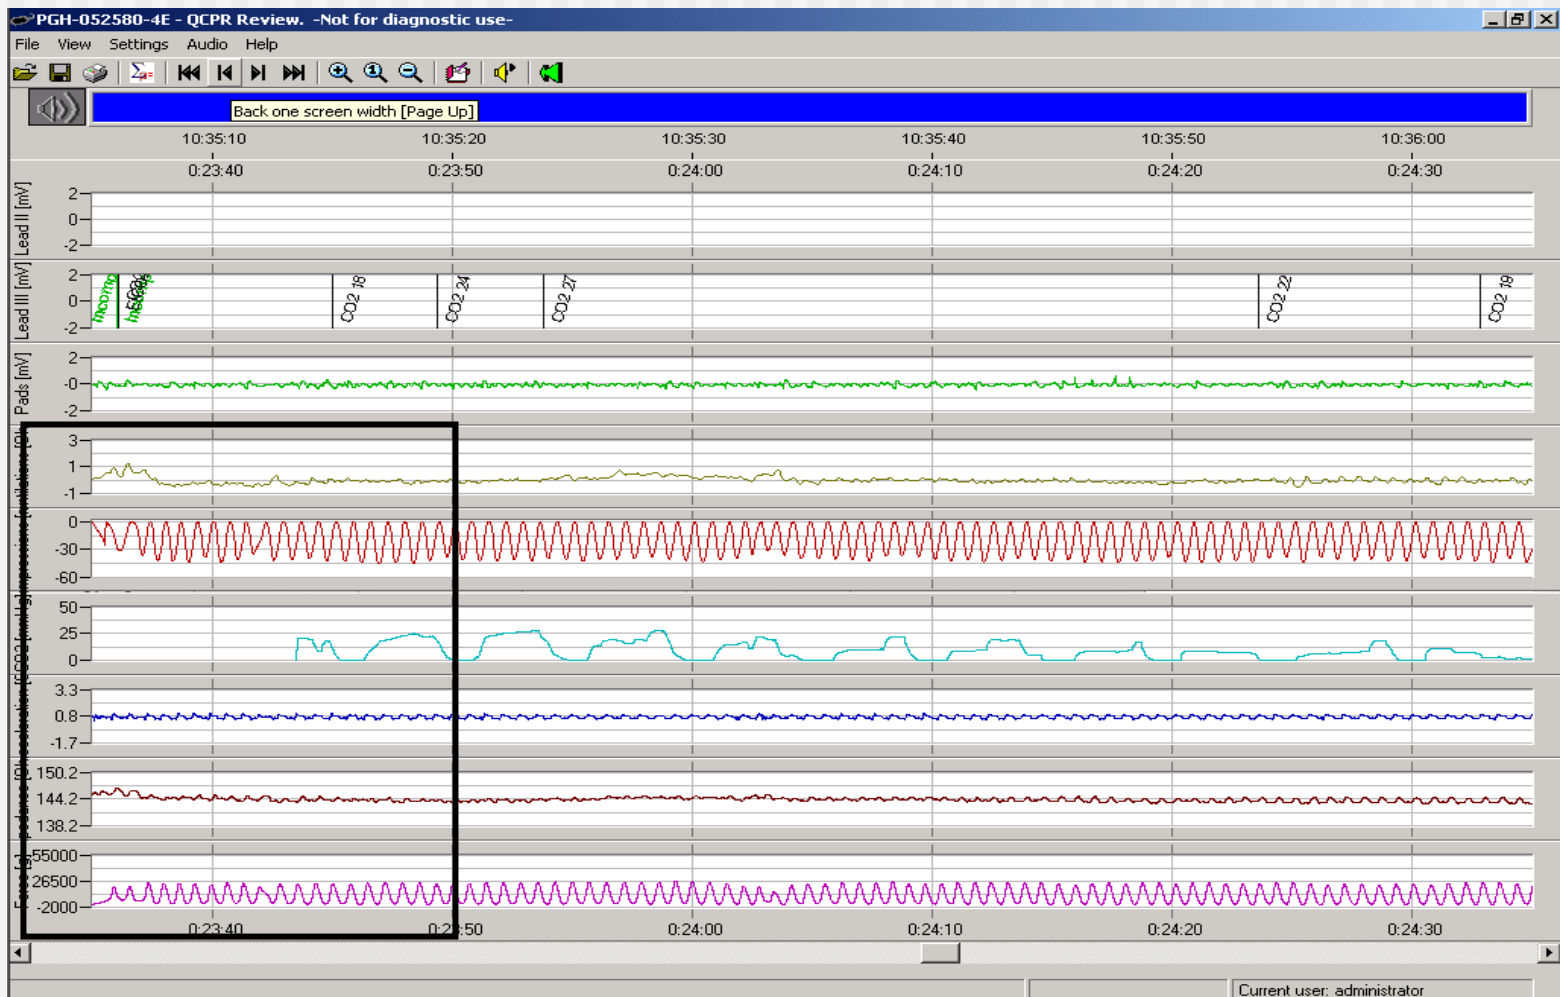 PGH-052580-4E - QCPR Review.  -Not for diagnostic use-
File View Settings Audio Help
Back one screen width [Page Up]
10:35:10 10:35:20 10:35:30 10:35:40 10:35:50 10:36:00
0:23:40 0:23:50 0:24:00 0:24:10 0:24:20 0:24:30
Lead II [mV]
2
0
-2
Lead III [mV]
2
0
-2
CO2 18
CO2 24
CO2 27
CO2 22
CO2 19
Pads [mV]
2
-0
-2
3
1
-1
0
-30
-60
[CO2 [mmHg]
50
25
0
3.3
0.8
-1.7
150.2
144.2
138.2
Force [g]
55000
26500
-2000
0:23:40 0:23:50 0:24:00 0:24:10 0:24:20 0:24:30
Current user: administrator